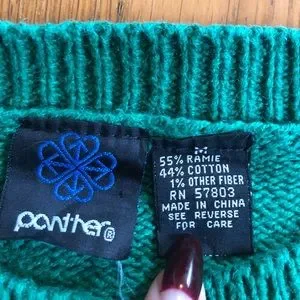 panther®
M
55% RAMIE
44% COTTON
1% OTHER FIBER
RN 57803
MADE IN CHINA
SEE REVERSE
FOR CARE